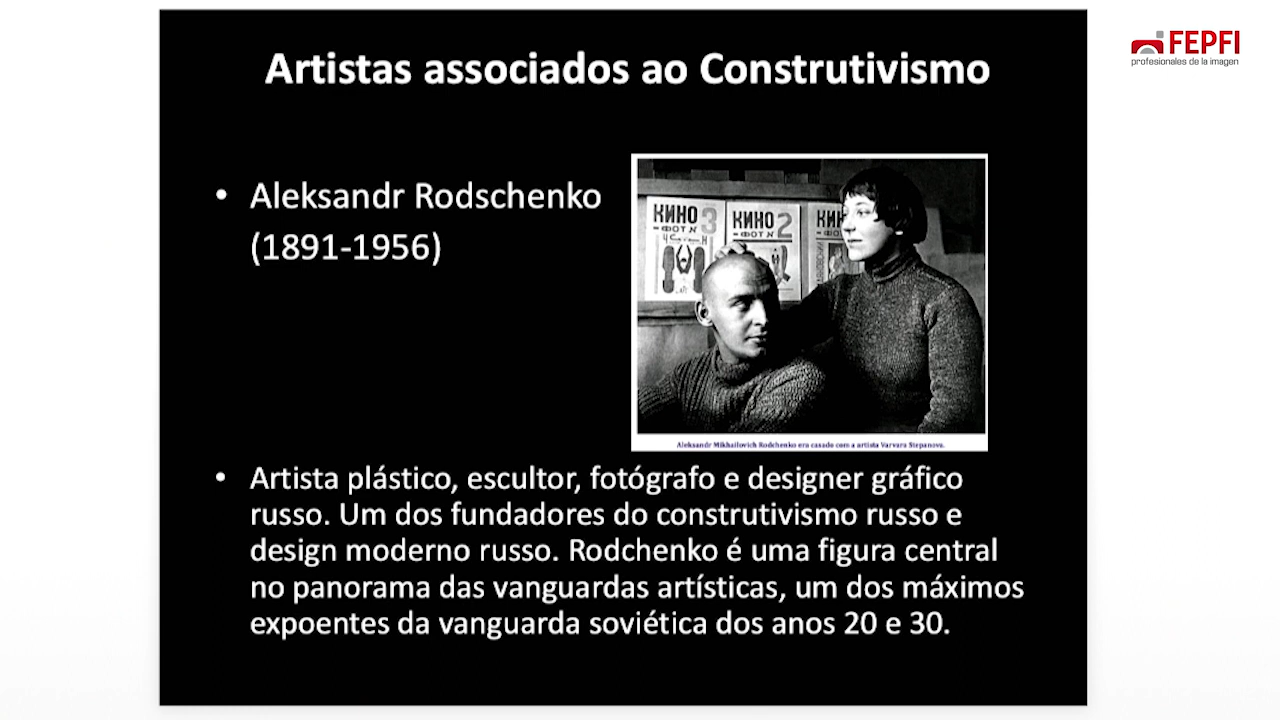 FEPFI
profesionales de la imagen
Artistas associados ao Construtivismo
• Aleksandr Rodschenko
(1891-1956)
КИНО 3
-ФОТ
КИНО 2
-ФОТ
КИН
Aleksandr Mikhailovich Rodchenko era casado com a artista Varvara Stepanova.
• Artista plástico, escultor, fotógrafo e designer gráfico
russo. Um dos fundadores do construtivismo russo e
design moderno russo. Rodchenko é uma figura central
no panorama das vanguardas artísticas, um dos máximos
expoentes da vanguarda soviética dos anos 20 e 30.